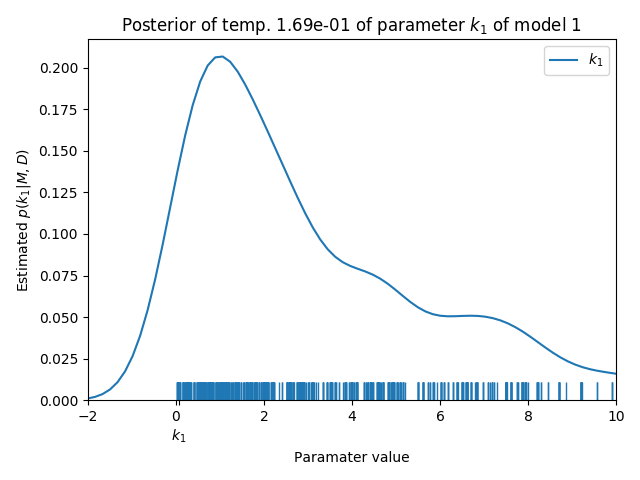 Posterior of temp. 1.69e-01 of parameter k₁ of model 1
k₁
Estimated p(k₁|M, D)
0.200
0.175
0.150
0.125
0.100
0.075
0.050
0.025
0.000
−2 0 2 4 6 8 10
k₁
Paramater value